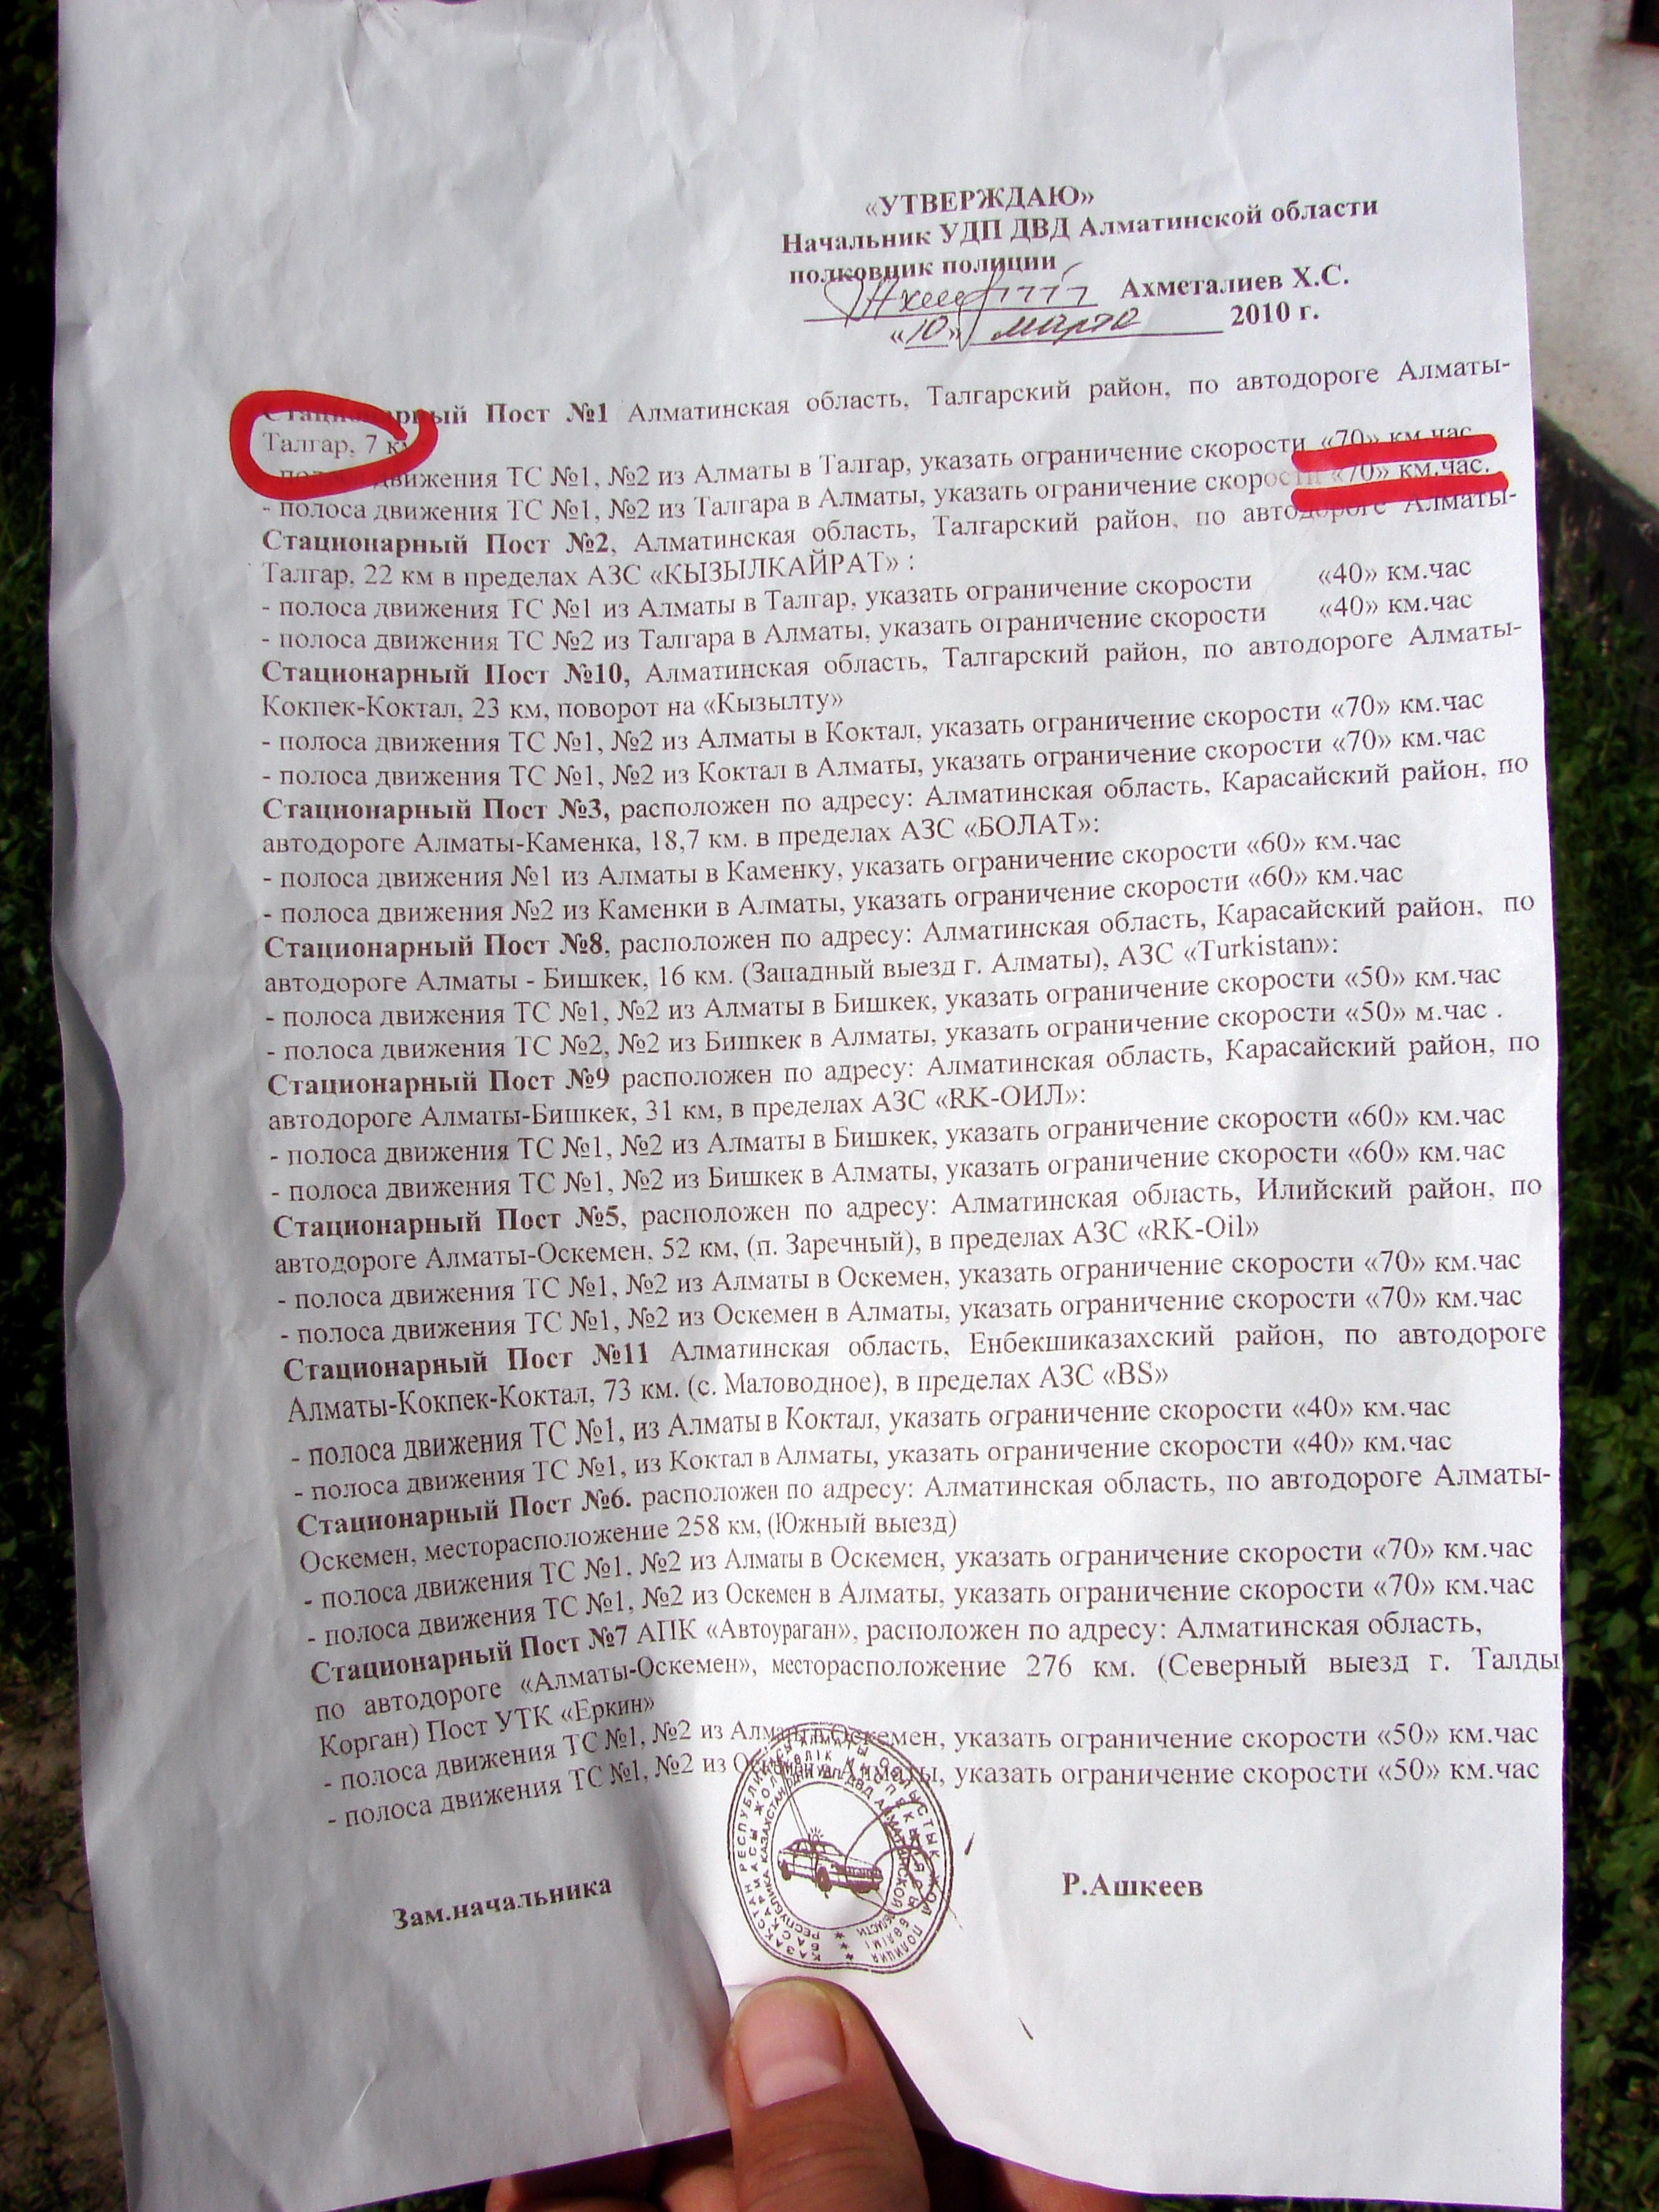 «УТВЕРЖДАЮ»
Начальник УДП ДВД Алматинской области
полковник полиции
Ахметалиев Х.С.
«10» марта 2010 г.
Стационарный Пост №1 Алматинская область, Талгарский район, по автодороге Алматы-
Талгар, 7 км
- полоса движения ТС №1, №2 из Алматы в Талгар, указать ограничение скорости «70» км.час
- полоса движения ТС №1, №2 из Талгара в Алматы, указать ограничение скорости «70» км.час.
Стационарный Пост №2, Алматинская область, Талгарский район, по автодороге Алматы-
Талгар, 22 км в пределах АЗС «КЫЗЫЛКАЙРАТ» :
- полоса движения ТС №1 из Алматы в Талгар, указать ограничение скорости «40» км.час
- полоса движения ТС №2 из Талгара в Алматы, указать ограничение скорости «40» км.час
Стационарный Пост №10, Алматинская область, Талгарский район, по автодороге Алматы-
Кокпек-Коктал, 23 км, поворот на «Кызылту»
- полоса движения ТС №1, №2 из Алматы в Коктал, указать ограничение скорости «70» км.час
- полоса движения ТС №1, №2 из Коктал в Алматы, указать ограничение скорости «70» км.час
Стационарный Пост №3, расположен по адресу: Алматинская область, Карасайский район, по
автодороге Алматы-Каменка, 18,7 км. в пределах АЗС «БОЛАТ»:
- полоса движения №1 из Алматы в Каменку, указать ограничение скорости «60» км.час
- полоса движения №2 из Каменки в Алматы, указать ограничение скорости «60» км.час
Стационарный Пост №8, расположен по адресу: Алматинская область, Карасайский район, по
автодороге Алматы - Бишкек, 16 км. (Западный выезд г. Алматы), АЗС «Turkistan»:
- полоса движения ТС №1, №2 из Алматы в Бишкек, указать ограничение скорости «50» км.час
- полоса движения ТС №2, №2 из Бишкек в Алматы, указать ограничение скорости «50» м.час .
Стационарный Пост №9 расположен по адресу: Алматинская область, Карасайский район, по
автодороге Алматы-Бишкек, 31 км, в пределах АЗС «RK-ОИЛ»:
- полоса движения ТС №1, №2 из Алматы в Бишкек, указать ограничение скорости «60» км.час
- полоса движения ТС №1, №2 из Бишкек в Алматы, указать ограничение скорости «60» км.час
Стационарный Пост №5, расположен по адресу: Алматинская область, Илийский район, по
автодороге Алматы-Оскемен, 52 км, (п. Заречный), в пределах АЗС «RK-Oil»
- полоса движения ТС №1, №2 из Алматы в Оскемен, указать ограничение скорости «70» км.час
- полоса движения ТС №1, №2 из Оскемен в Алматы, указать ограничение скорости «70» км.час
Стационарный Пост №11 Алматинская область, Енбекшиказахский район, по автодороге
Алматы-Кокпек-Коктал, 73 км. (с. Маловодное), в пределах АЗС «BS»
- полоса движения ТС №1, из Алматы в Коктал, указать ограничение скорости «40» км.час
- полоса движения ТС №1, из Коктал в Алматы, указать ограничение скорости «40» км.час
Стационарный Пост №6. расположен по адресу: Алматинская область, по автодороге Алматы-
Оскемен, месторасположение 258 км, (Южный выезд)
- полоса движения ТС №1, №2 из Алматы в Оскемен, указать ограничение скорости «70» км.час
- полоса движения ТС №1, №2 из Оскемен в Алматы, указать ограничение скорости «70» км.час
Стационарный Пост №7 АПК «Автоураган», расположен по адресу: Алматинская область,
по автодороге «Алматы-Оскемен», месторасположение 276 км. (Северный выезд г. Талды
Корган) Пост УТК «Еркин»
- полоса движения ТС №1, №2 из Алматы в Оскемен, указать ограничение скорости «50» км.час
- полоса движения ТС №1, №2 из Оскемен в Алматы, указать ограничение скорости «50» км.час
Зам.начальника Р.Ашкеев